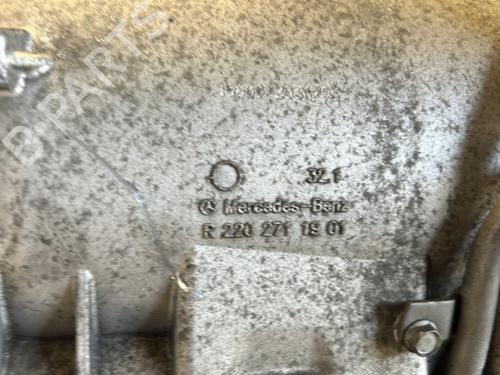 B-PARTS
32.1
Mercedes-Benz
R 220 271 19 01